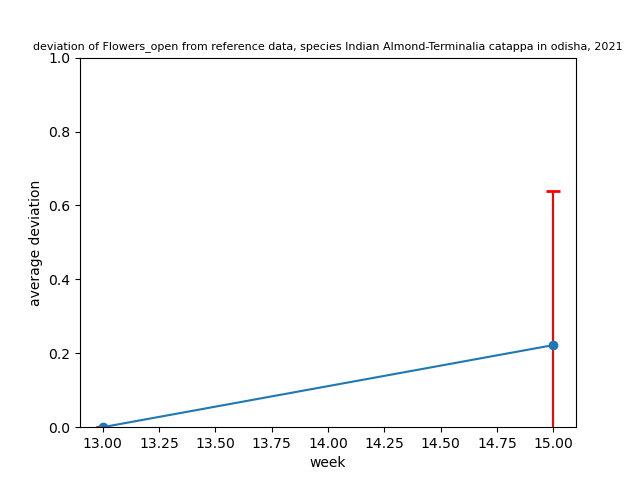 deviation of Flowers_open from reference data, species Indian Almond-Terminalia catappa in odisha, 2021
1.0
0.8
0.6
0.4
0.2
0.0
average deviation
13.00 13.25 13.50 13.75 14.00 14.25 14.50 14.75 15.00
week